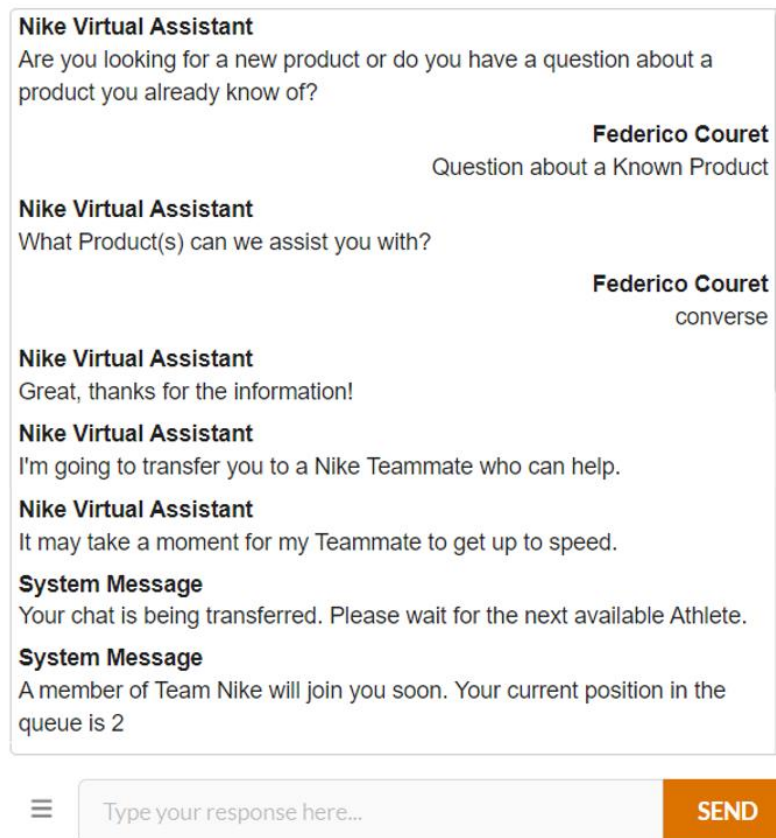 Nike Virtual Assistant
Are you looking for a new product or do you have a question about a
product you already know of?
Federico Couret
Question about a Known Product
Nike Virtual Assistant
What Product(s) can we assist you with?
Federico Couret
converse
Nike Virtual Assistant
Great, thanks for the information!
Nike Virtual Assistant
I'm going to transfer you to a Nike Teammate who can help.
Nike Virtual Assistant
It may take a moment for my Teammate to get up to speed.
System Message
Your chat is being transferred. Please wait for the next available Athlete.
System Message
A member of Team Nike will join you soon. Your current position in the
queue is 2
Type your response here...
SEND